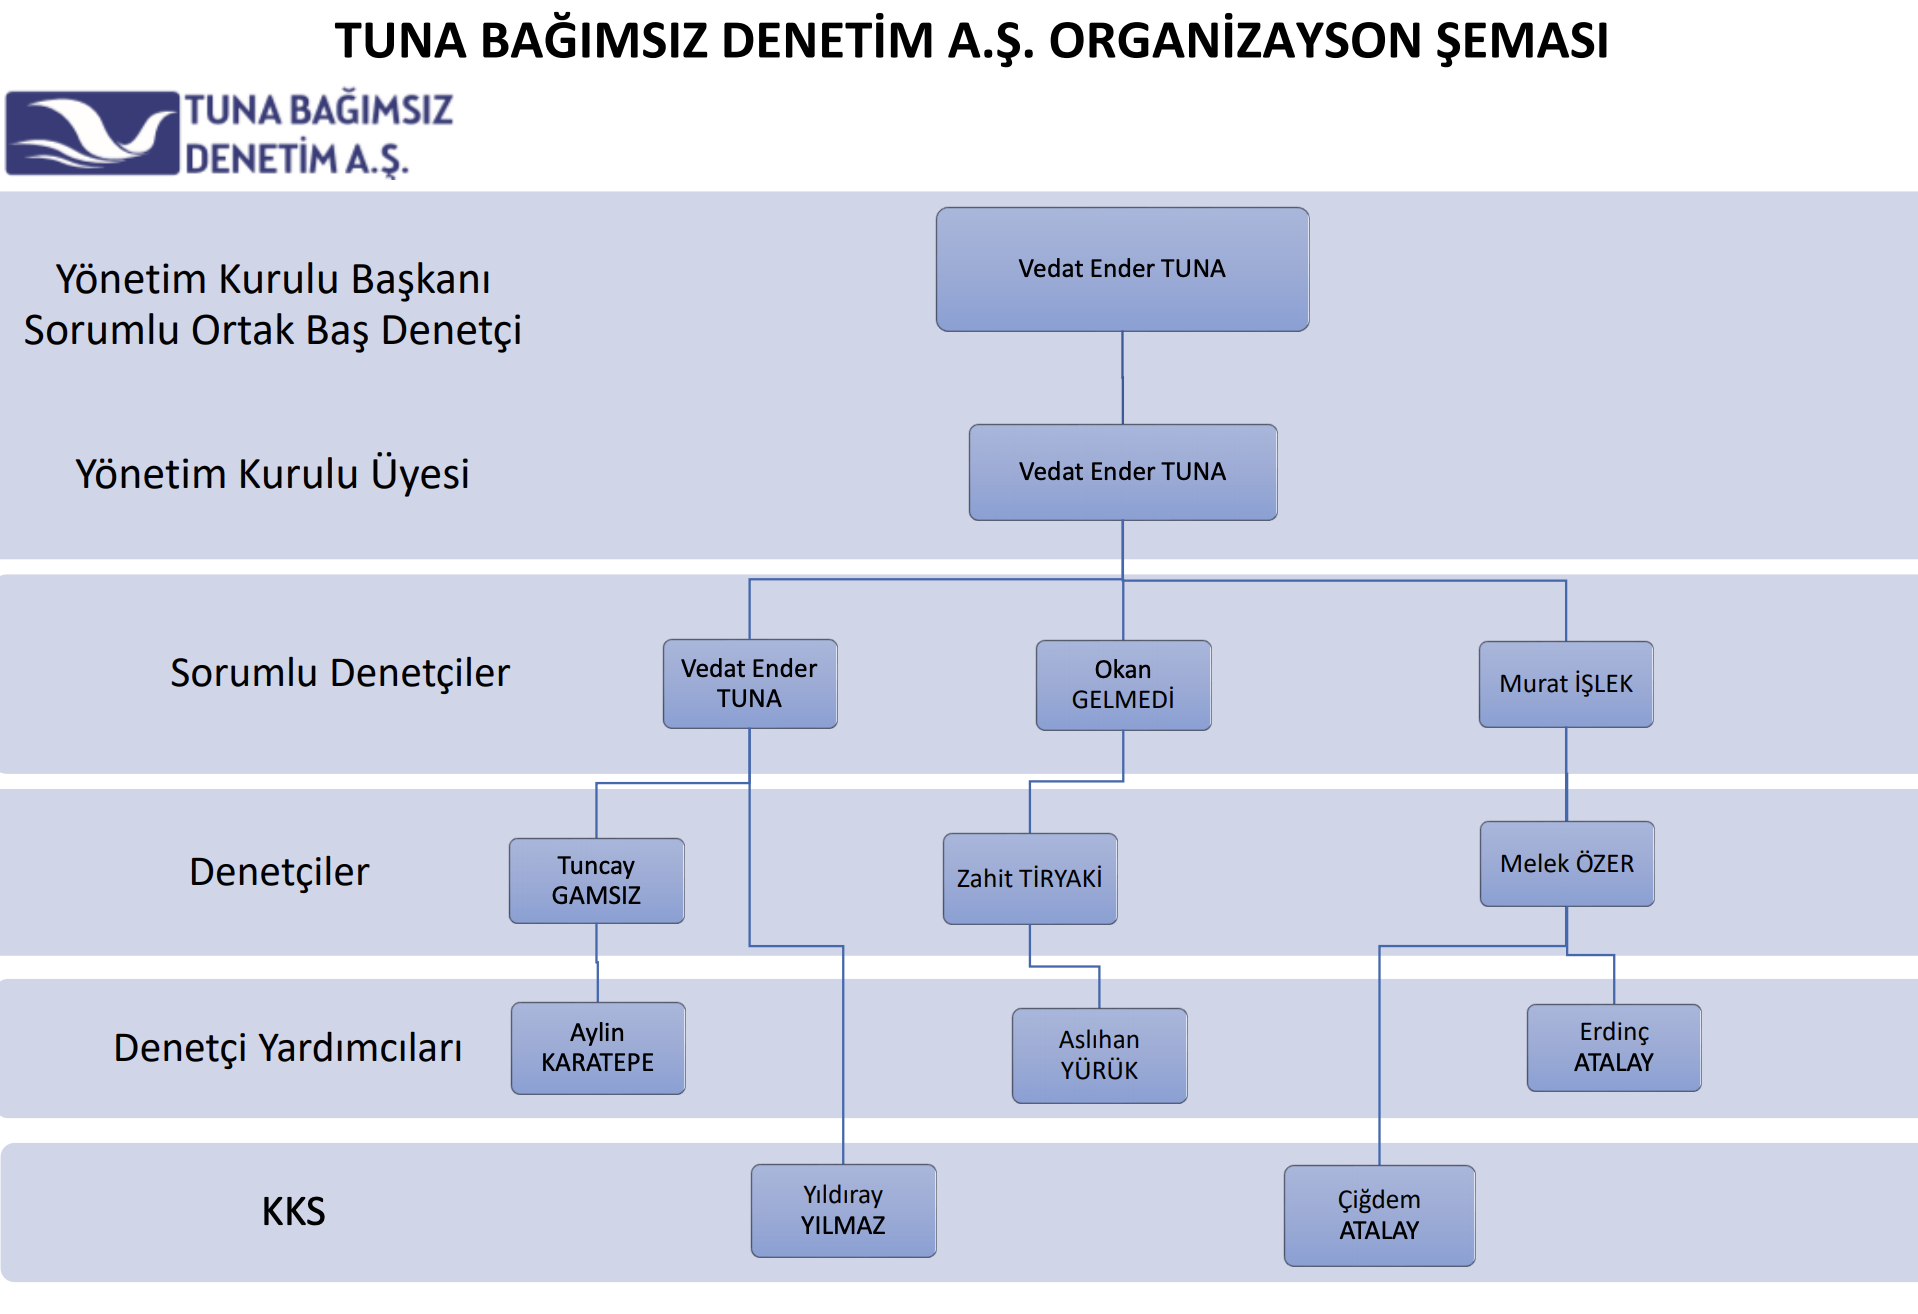 TUNA BAĞIMSIZ DENETİM A.Ş. ORGANİZAYSON ŞEMASI
TUNA BAĞIMSIZ
DENETİM A.Ş.
Yönetim Kurulu Başkanı
Sorumlu Ortak Baş Denetçi
Vedat Ender TUNA
Yönetim Kurulu Üyesi
Vedat Ender TUNA
Sorumlu Denetçiler
Vedat Ender
TUNA
Okan
GELMEDİ
Murat İŞLEK
Denetçiler
Tuncay
GAMSIZ
Zahit TİRYAKİ
Melek ÖZER
Denetçi Yardımcıları
Aylin
KARATEPE
Aslıhan
YÜRÜK
Erdinç
ATALAY
KKS
Yıldıray
YILMAZ
Çiğdem
ATALAY